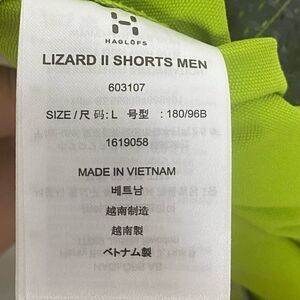 HAGLÖFS
LIZARD II SHORTS MEN
603107
SIZE/尺 码: L 号型 : 180/96B
1619058
MADE IN VIETNAM
베트남
越南制造
越南製
ベトナム製